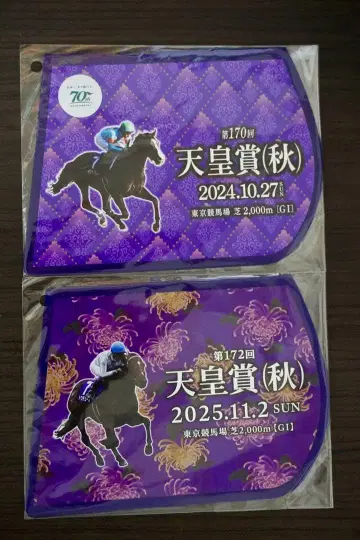 70th
第170回
天皇賞(秋)
2024.10.27 SUN
東京競馬場 芝2,000m [GⅠ]
第172回
天皇賞(秋)
2025.11.2 SUN
東京競馬場 芝2,000m [GⅠ]